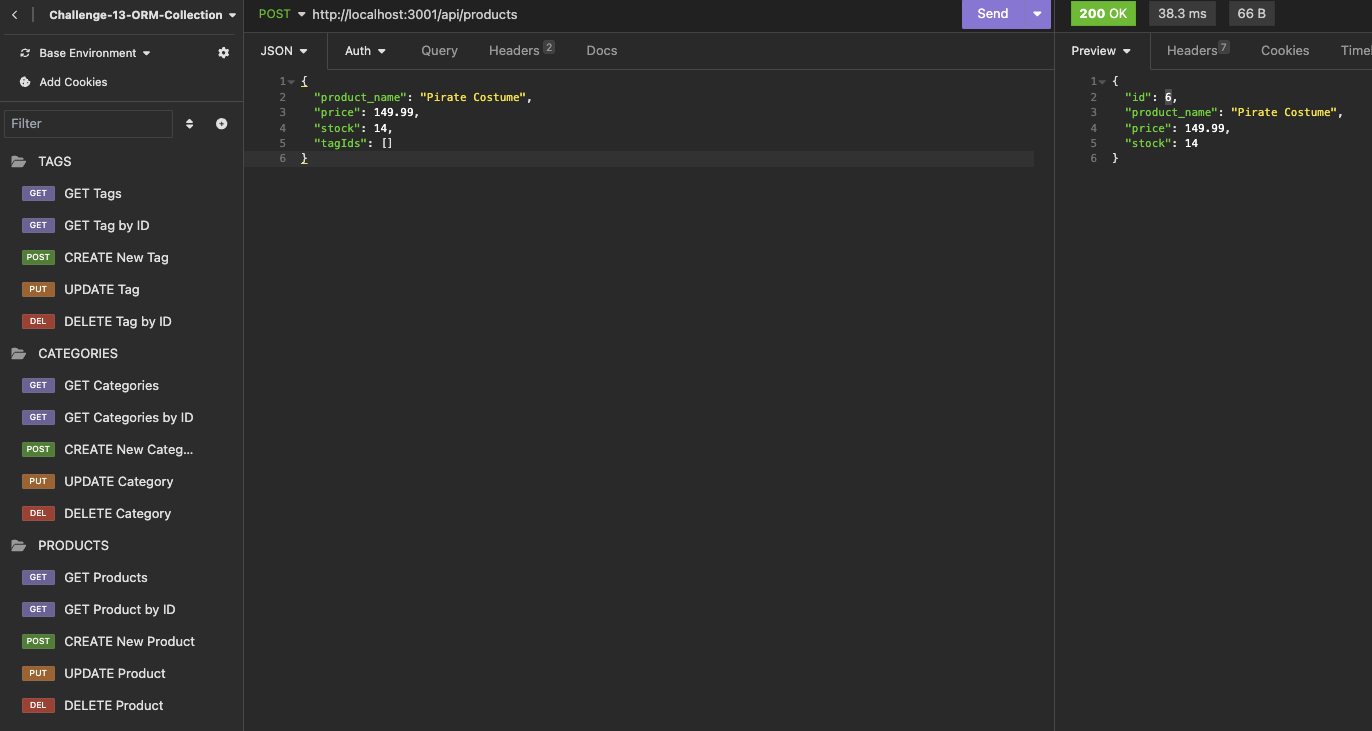 Challenge-13-ORM-Collection
Base Environment
Add Cookies
Filter
TAGS
GET GET Tags
GET GET Tag by ID
POST CREATE New Tag
PUT UPDATE Tag
DEL DELETE Tag by ID
CATEGORIES
GET GET Categories
GET GET Categories by ID
POST CREATE New Categ...
PUT UPDATE Category
DEL DELETE Category
PRODUCTS
GET GET Products
GET GET Product by ID
POST CREATE New Product
PUT UPDATE Product
DEL DELETE Product
POST http://localhost:3001/api/products Send
JSON Auth Query Headers 2 Docs
1 {
2 "product_name": "Pirate Costume",
3 "price": 149.99,
4 "stock": 14,
5 "tagIds": []
6 }
200 OK 38.3 ms 66 B
Preview Headers 7 Cookies Timel
1 {
2 "id": 6,
3 "product_name": "Pirate Costume",
4 "price": 149.99,
5 "stock": 14
6 }